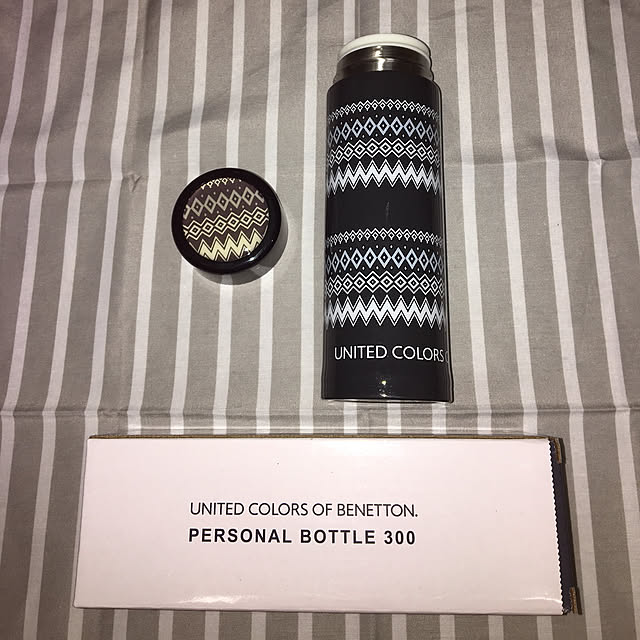 UNITED COLORS
UNITED COLORS OF BENETTON.
PERSONAL BOTTLE 300